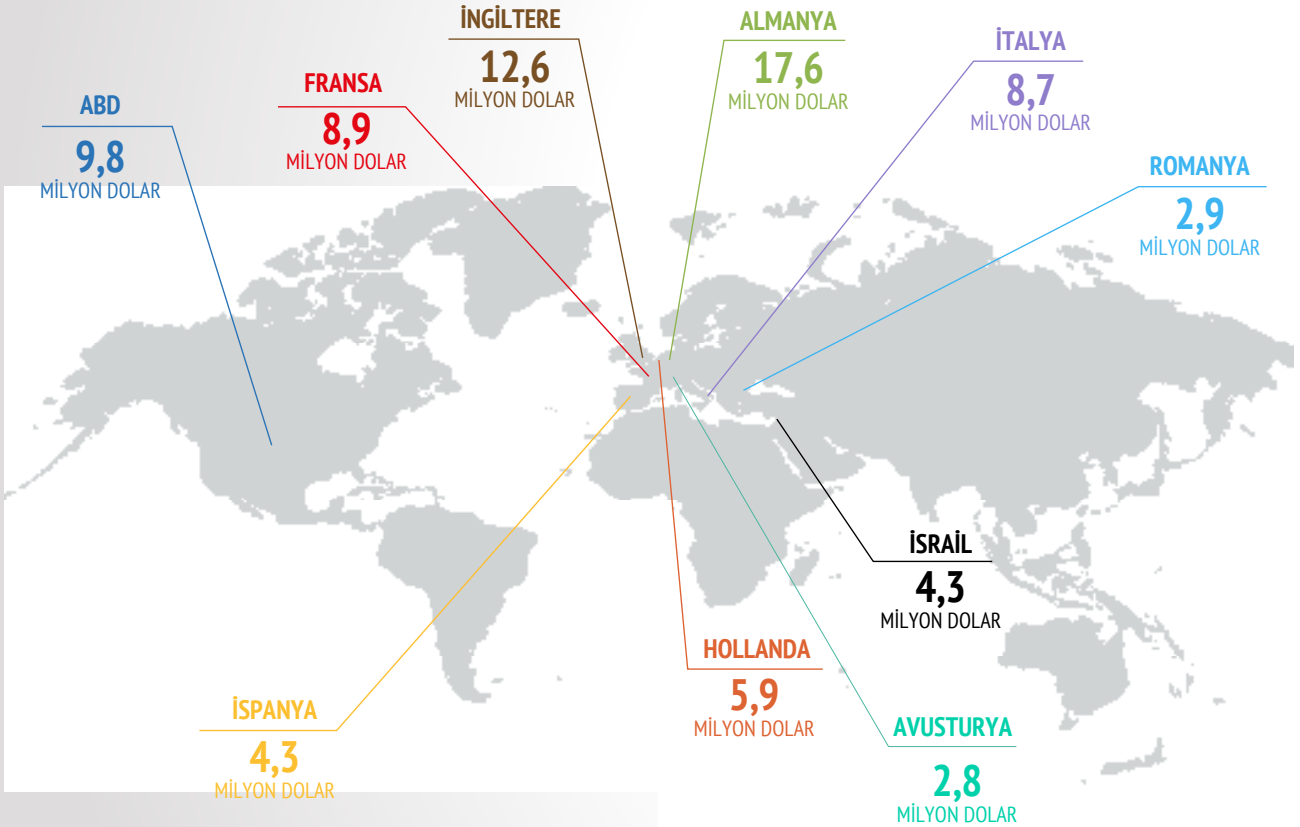 İNGİLTERE
12,6
MİLYON DOLAR
ALMANYA
17,6
MİLYON DOLAR
İTALYA
8,7
MİLYON DOLAR
FRANSA
8,9
MİLYON DOLAR
ABD
9,8
MİLYON DOLAR
ROMANYA
2,9
MİLYON DOLAR
İSRAİL
4,3
MİLYON DOLAR
HOLLANDA
5,9
MİLYON DOLAR
İSPANYA
4,3
MİLYON DOLAR
AVUSTURYA
2,8
MİLYON DOLAR